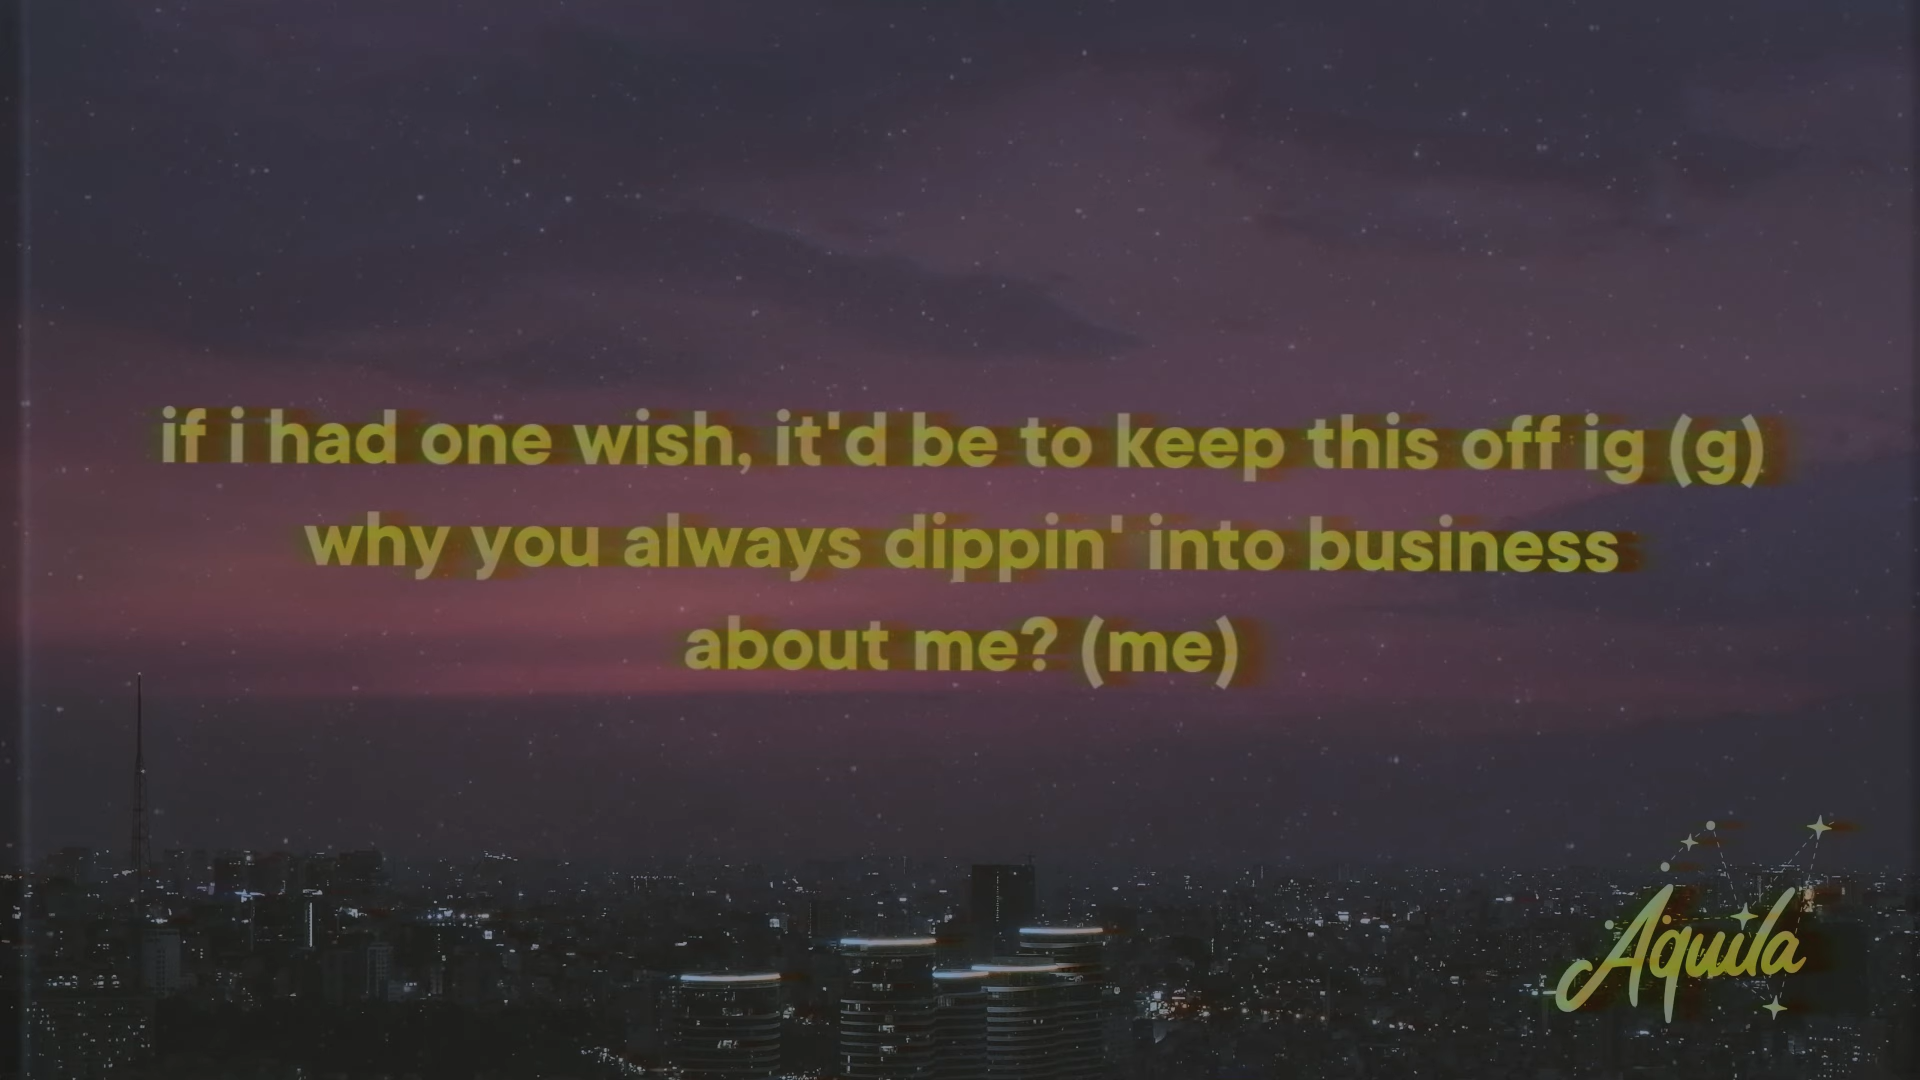 if i had one wish, it'd be to keep this off ig (g)
why you always dippin' into business
about me? (me)
Aquila